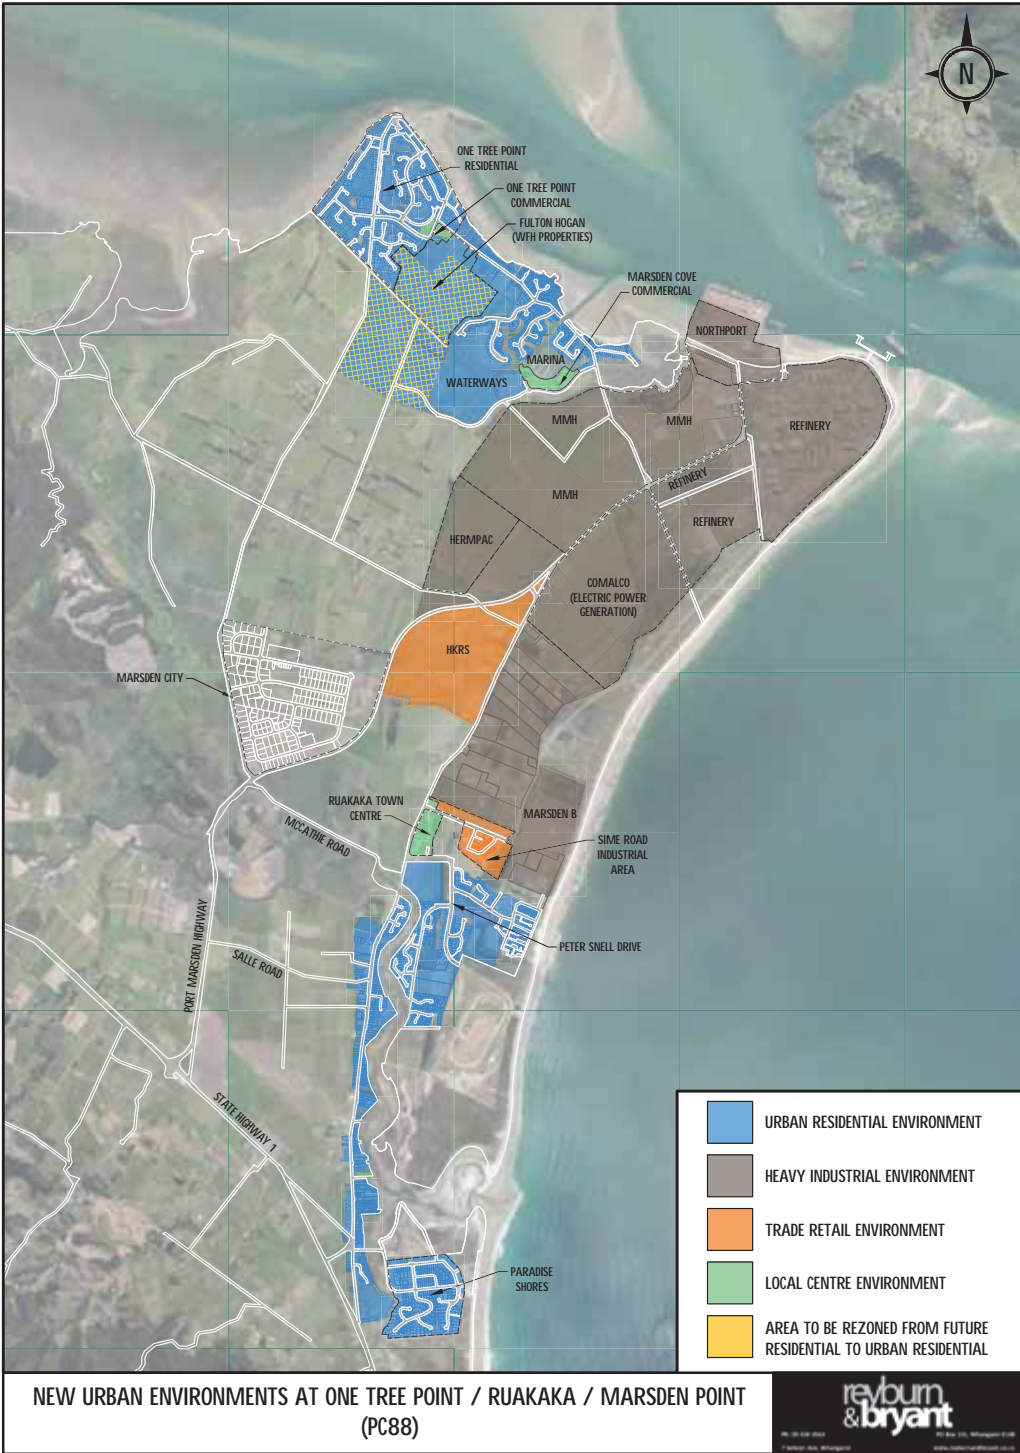 N
ONE TREE POINT
RESIDENTIAL
ONE TREE POINT
COMMERCIAL
FULTON HOGAN
(WFH PROPERTIES)
MARSDEN COVE
COMMERCIAL
NORTHPORT
MARINA
WATERWAYS
MMH
MMH
REFINERY
REFINERY
MMH
REFINERY
HERMPAC
COMALCO
(ELECTRIC POWER
GENERATION)
HKRS
MARSDEN CITY
RUAKAKA TOWN
CENTRE
MARSDEN B
MCCATHIE ROAD
SIME ROAD
INDUSTRIAL
AREA
PETER SNELL DRIVE
PORT MARSDEN HIGHWAY
SALLE ROAD
STATE HIGHWAY 1
PARADISE
SHORES
URBAN RESIDENTIAL ENVIRONMENT
HEAVY INDUSTRIAL ENVIRONMENT
TRADE RETAIL ENVIRONMENT
LOCAL CENTRE ENVIRONMENT
AREA TO BE REZONED FROM FUTURE
RESIDENTIAL TO URBAN RESIDENTIAL
NEW URBAN ENVIRONMENTS AT ONE TREE POINT / RUAKAKA / MARSDEN POINT
(PC88)
reyburn
&bryant